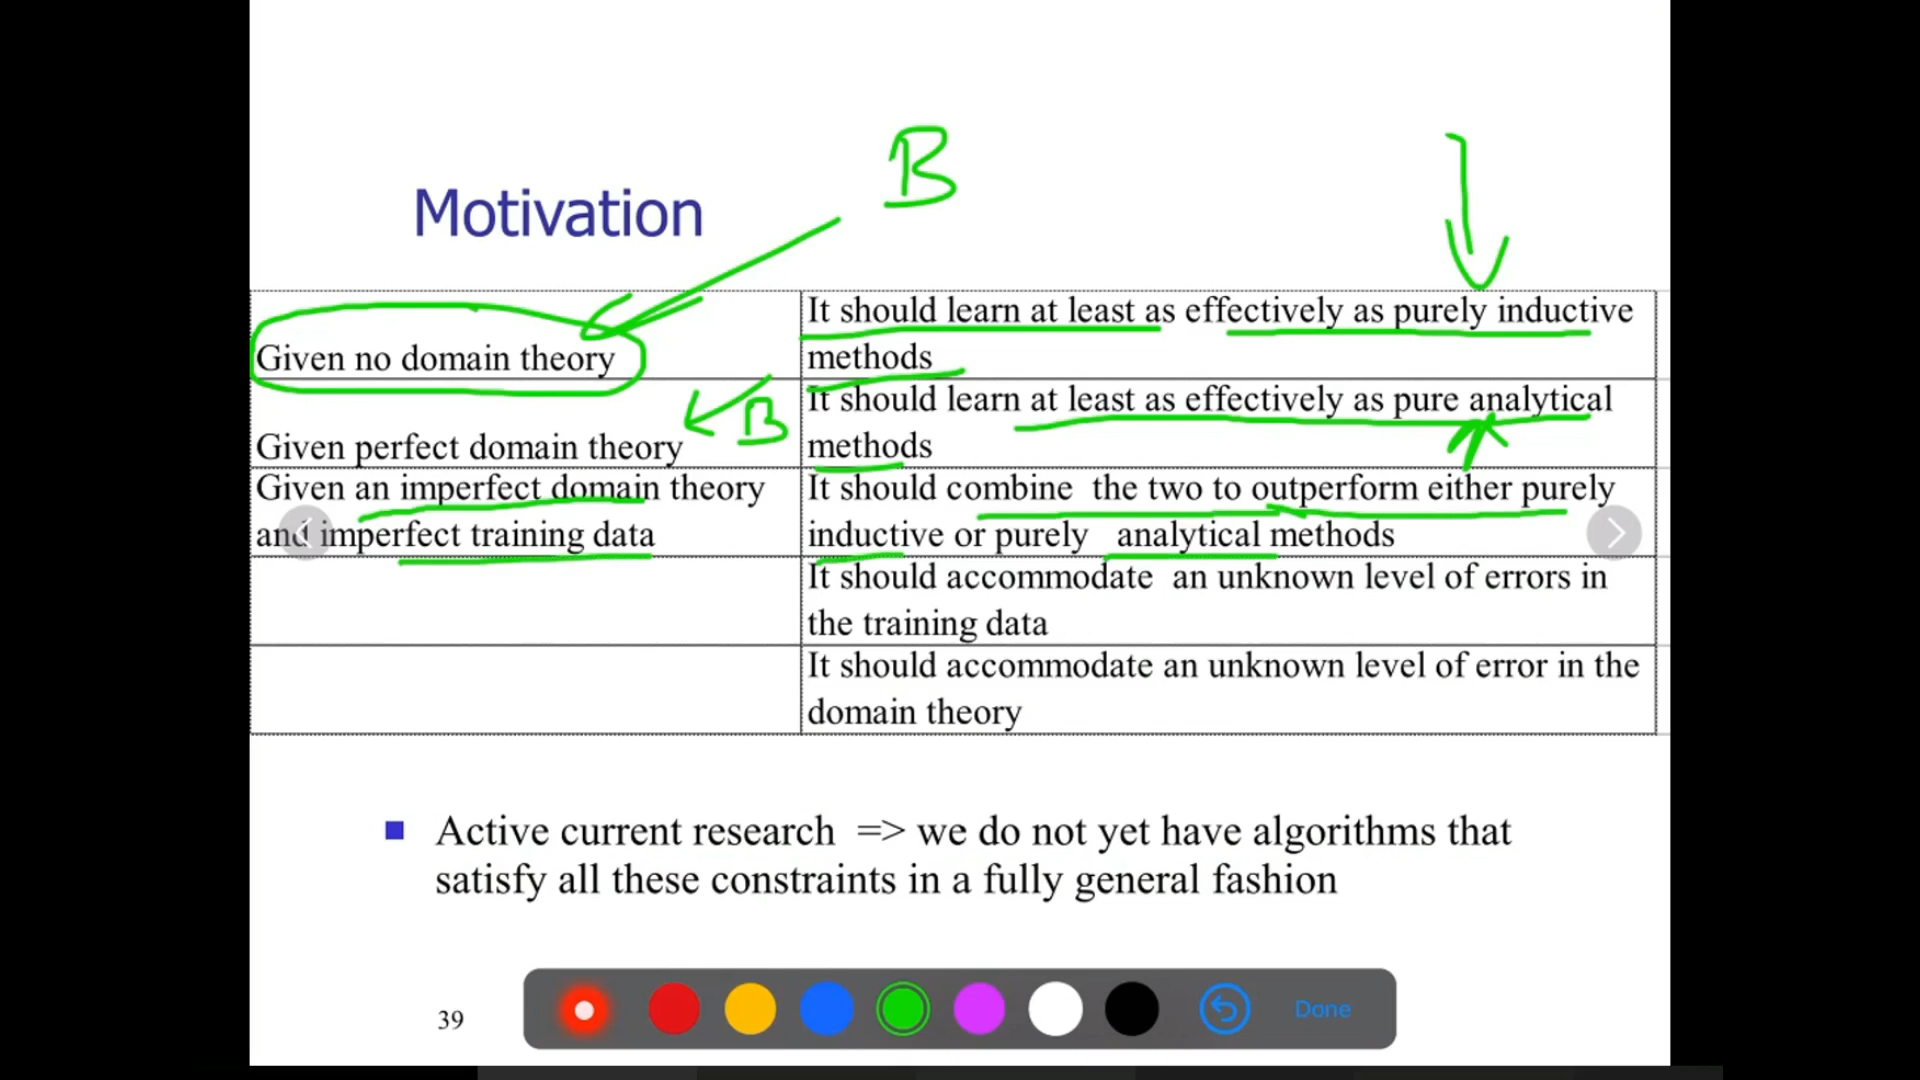 B
Motivation
Given no domain theory
It should learn at least as effectively as purely inductive
methods
Given perfect domain theory
B
It should learn at least as effectively as pure analytical
methods
Given an imperfect domain theory
and imperfect training data
It should combine the two to outperform either purely
inductive or purely analytical methods
It should accommodate an unknown level of errors in
the training data
It should accommodate an unknown level of error in the
domain theory
Active current research => we do not yet have algorithms that
satisfy all these constraints in a fully general fashion
39
Done